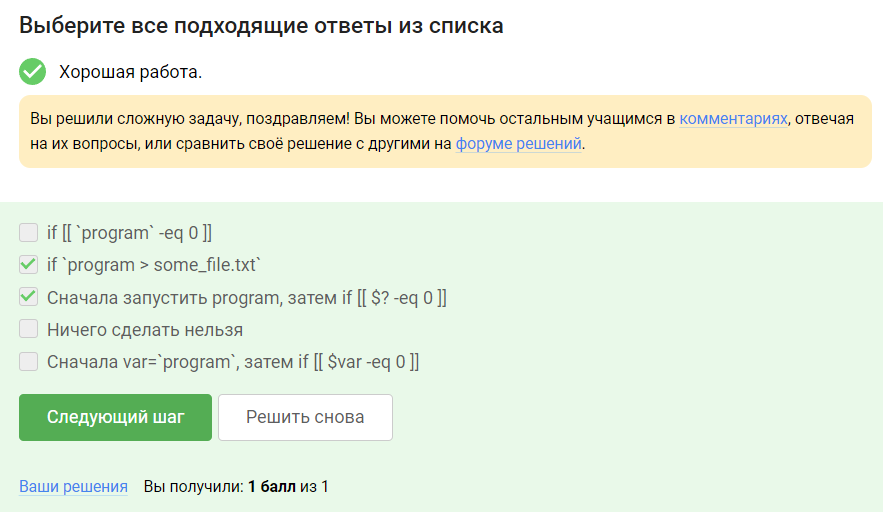 Выберите все подходящие ответы из списка
Хорошая работа.
Вы решили сложную задачу, поздравляем! Вы можете помочь остальным учащимся в комментариях, отвечая
на их вопросы, или сравнить своё решение с другими на форуме решений.
if [[ `program` -eq 0 ]]
if `program > some_file.txt`
Сначала запустить program, затем if [[ $? -eq 0 ]]
Ничего сделать нельзя
Сначала var=`program`, затем if [[ $var -eq 0 ]]
Следующий шаг Решить снова
Ваши решения Вы получили: 1 балл из 1